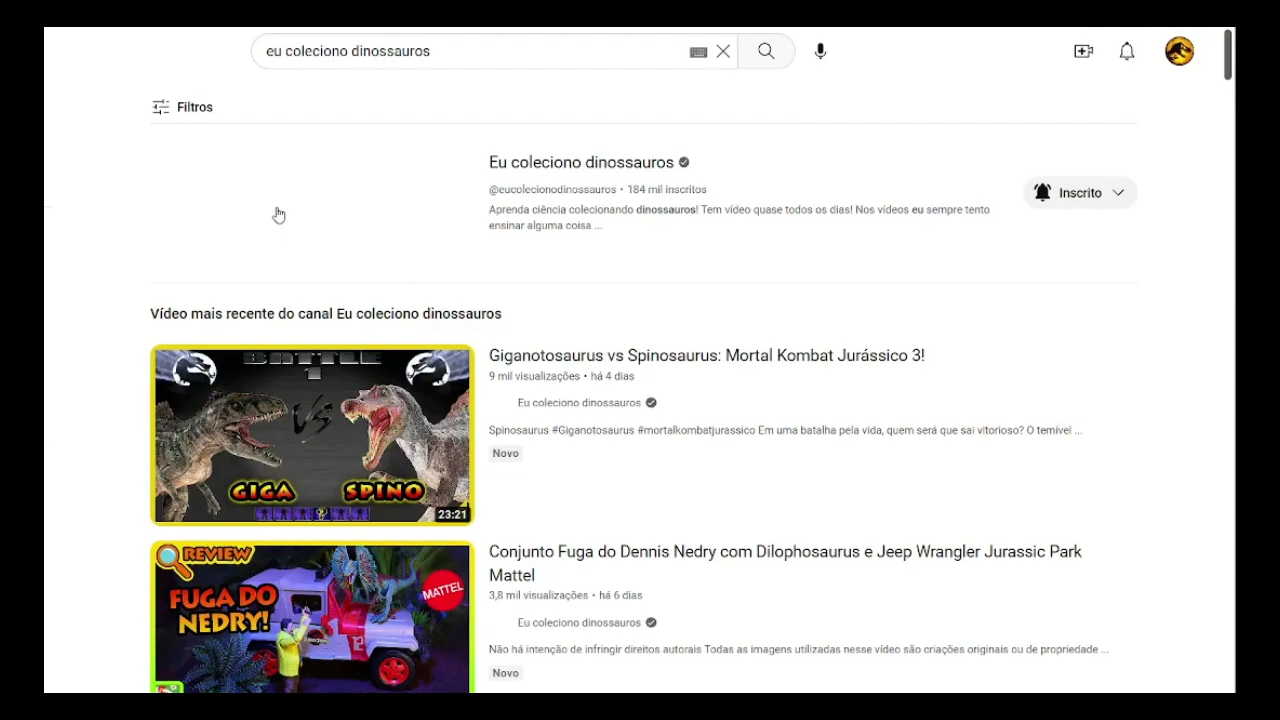 eu coleciono dinossauros
Filtros
Eu coleciono dinossauros
@eucolecionodinossauros • 184 mil inscritos
Inscrito
Aprenda ciência colecionando dinossauros! Tem vídeo quase todos os dias! Nos vídeos eu sempre tento
ensinar alguma coisa ...
Vídeo mais recente do canal Eu coleciono dinossauros
BATTLE
1
VS
GIGA SPINO
23:21
Giganotosaurus vs Spinosaurus: Mortal Kombat Jurássico 3!
9 mil visualizações • há 4 dias
Eu coleciono dinossauros
Spinosaurus #Giganotosaurus #mortalkombatjurassico Em uma batalha pela vida, quem será que sai vitorioso? O temível ...
Novo
REVIEW
FUGA DO
NEDRY!
MATTEL
12
Conjunto Fuga do Dennis Nedry com Dilophosaurus e Jeep Wrangler Jurassic Park
Mattel
3,8 mil visualizações • há 6 dias
Eu coleciono dinossauros
Não há intenção de infringir direitos autorais Todas as imagens utilizadas nesse vídeo são criações originais ou de propriedade ...
Novo